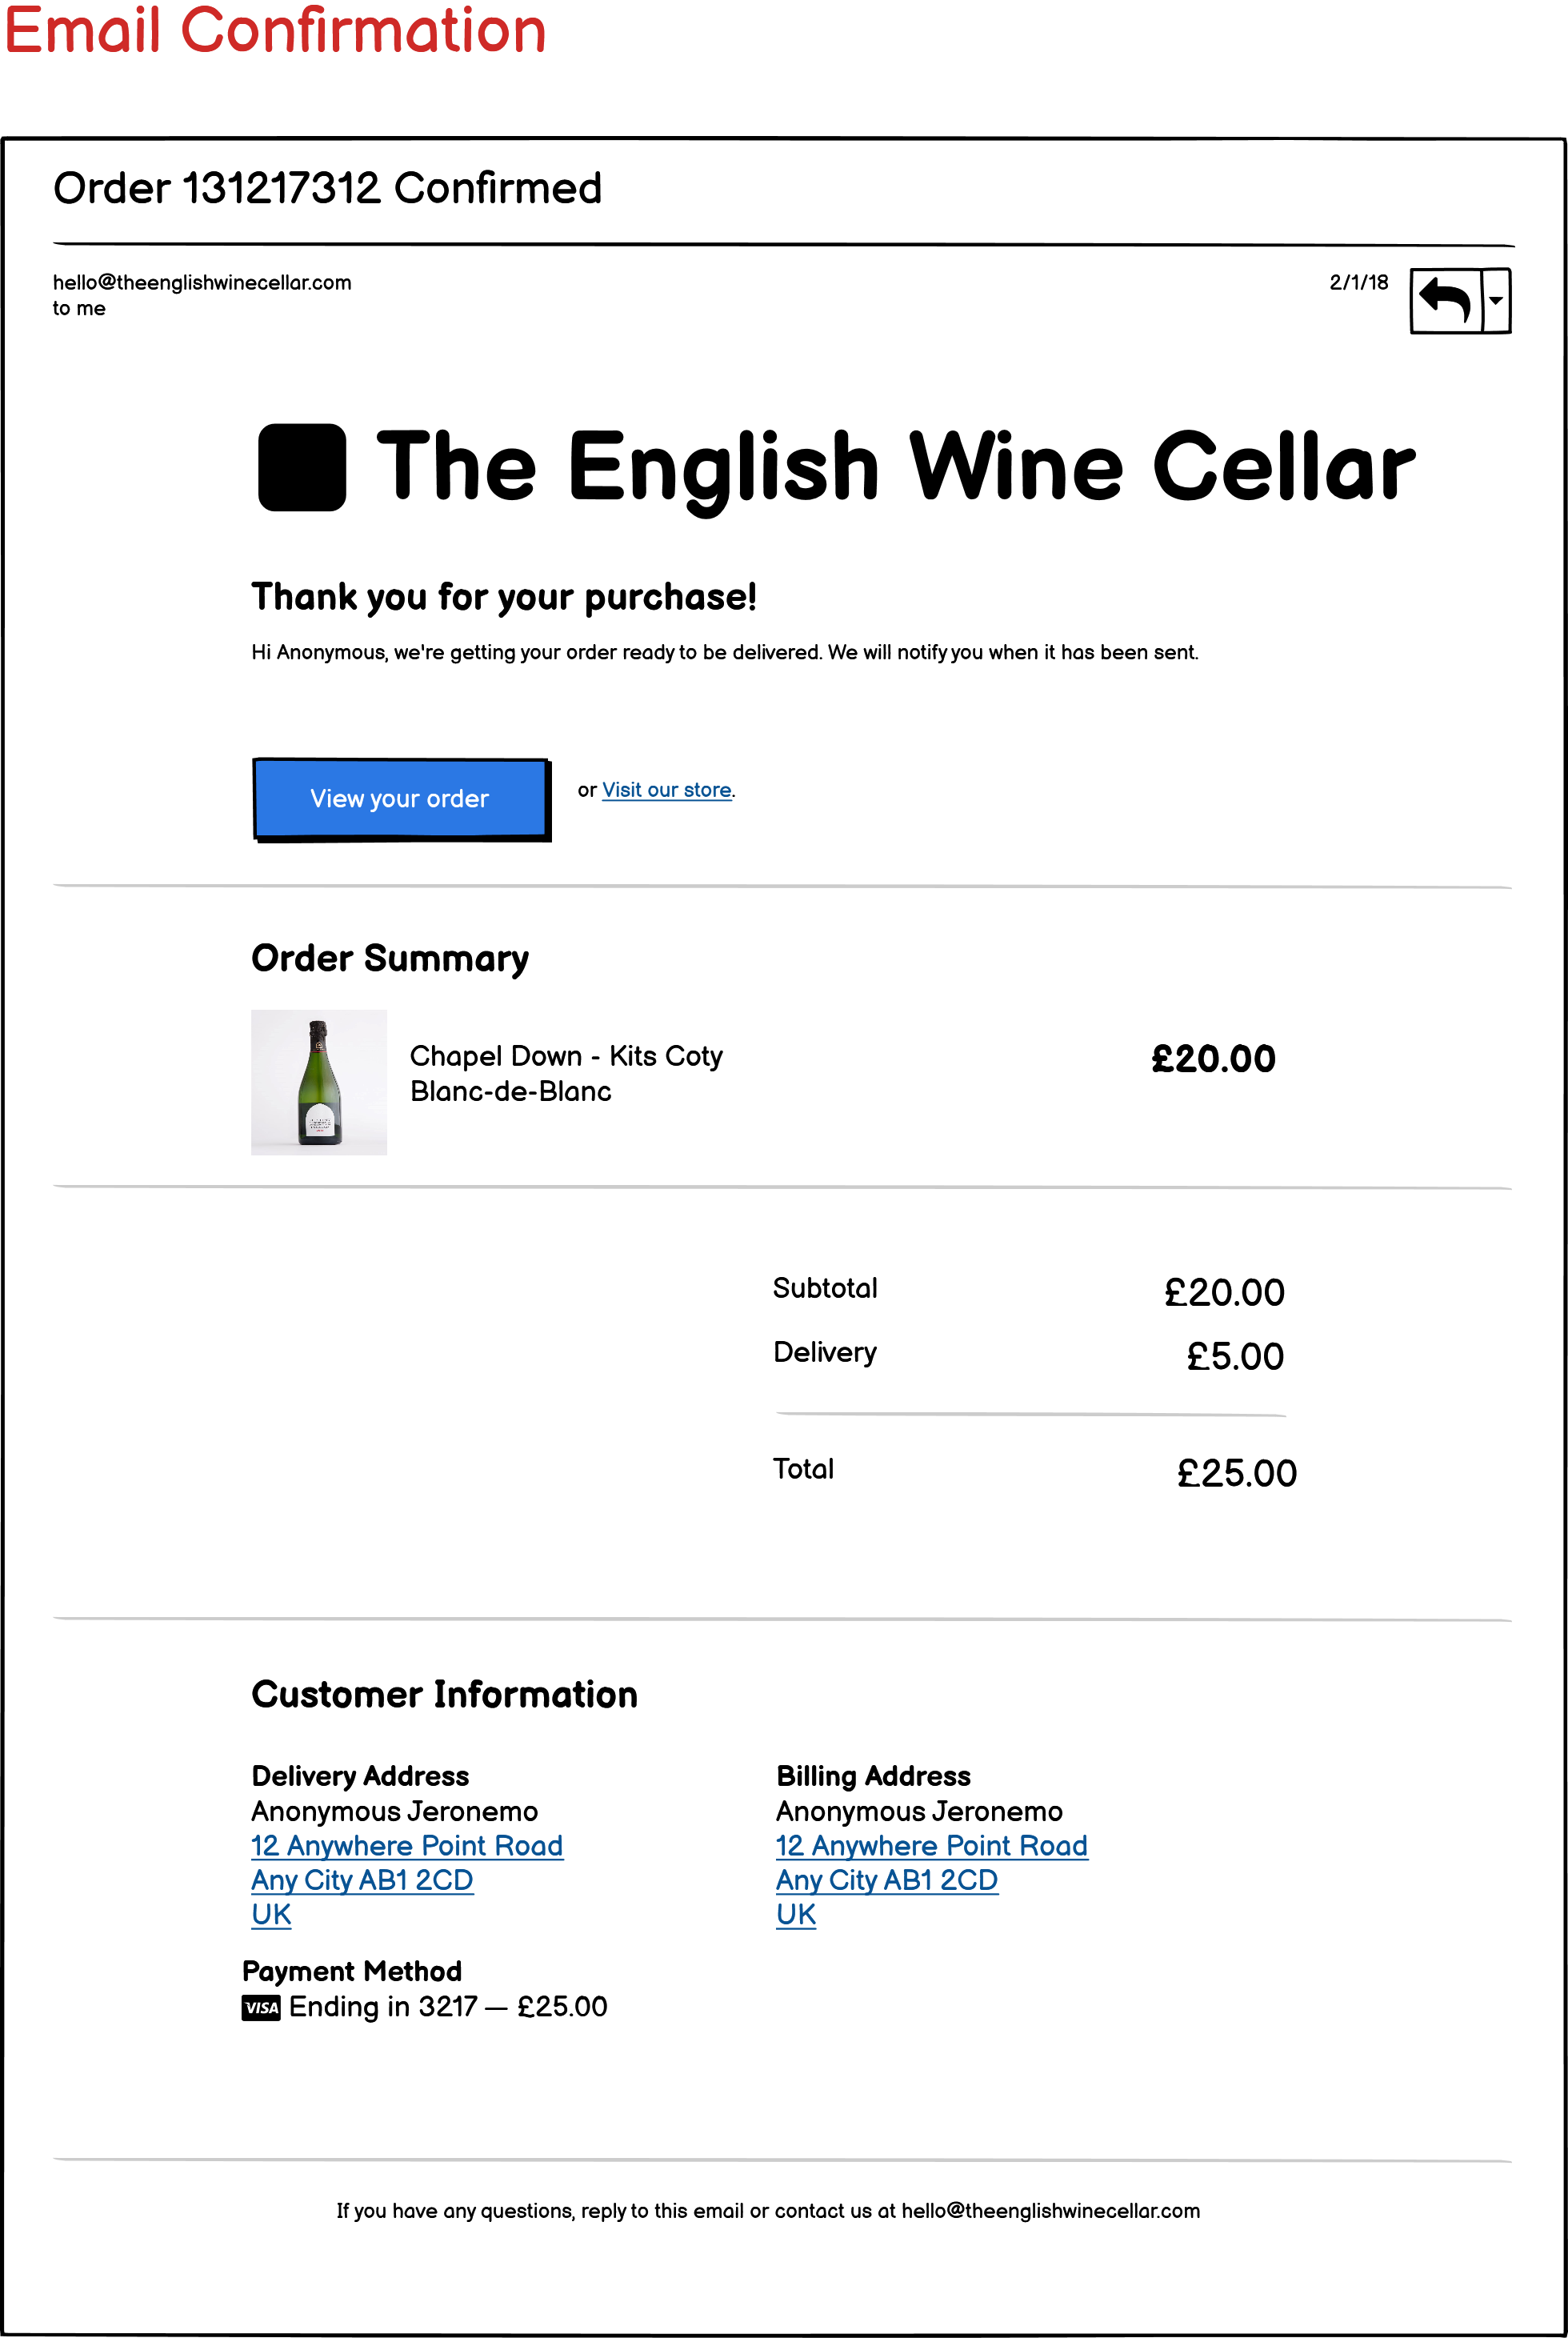 Email Confirmation
Order 131217312 Confirmed
hello@theenglishwinecellar.com
to me
2/1/18
The English Wine Cellar
Thank you for your purchase!
Hi Anonymous, we're getting your order ready to be delivered. We will notify you when it has been sent.
View your order
or Visit our store.
Order Summary
Chapel Down - Kits Coty
Blanc-de-Blanc
£20.00
Subtotal
£20.00
Delivery
£5.00
Total
£25.00
Customer Information
Delivery Address
Anonymous Jeronemo
12 Anywhere Point Road
Any City AB1 2CD
UK
Billing Address
Anonymous Jeronemo
12 Anywhere Point Road
Any City AB1 2CD
UK
Payment Method
VISA Ending in 3217 — £25.00
If you have any questions, reply to this email or contact us at hello@theenglishwinecellar.com